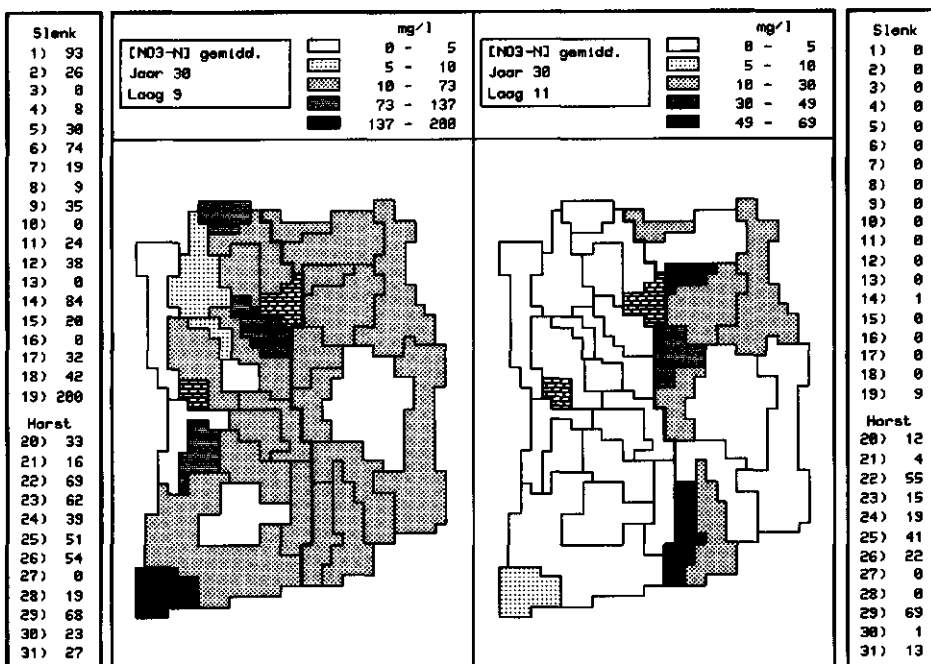 Slenk
1) 93
2) 26
3) 0
4) 8
5) 30
6) 74
7) 19
8) 9
9) 35
10) 0
11) 24
12) 38
13) 0
14) 84
15) 20
16) 0
17) 32
18) 42
19) 200
Horst
20) 33
21) 16
22) 69
23) 62
24) 39
25) 51
26) 54
27) 0
28) 19
29) 68
30) 23
31) 27
[NO3-N] gemidd.
Jaar 30
Laag 9
mg/l
0 - 5
5 - 10
10 - 73
73 - 137
137 - 200
[NO3-N] gemidd.
Jaar 30
Laag 11
mg/l
0 - 5
5 - 10
10 - 30
30 - 49
49 - 69
Slenk
1) 0
2) 0
3) 0
4) 0
5) 0
6) 0
7) 0
8) 0
9) 0
10) 0
11) 0
12) 0
13) 0
14) 1
15) 0
16) 0
17) 0
18) 0
19) 9
Horst
20) 12
21) 4
22) 55
23) 15
24) 19
25) 41
26) 22
27) 0
28) 0
29) 69
30) 1
31) 13